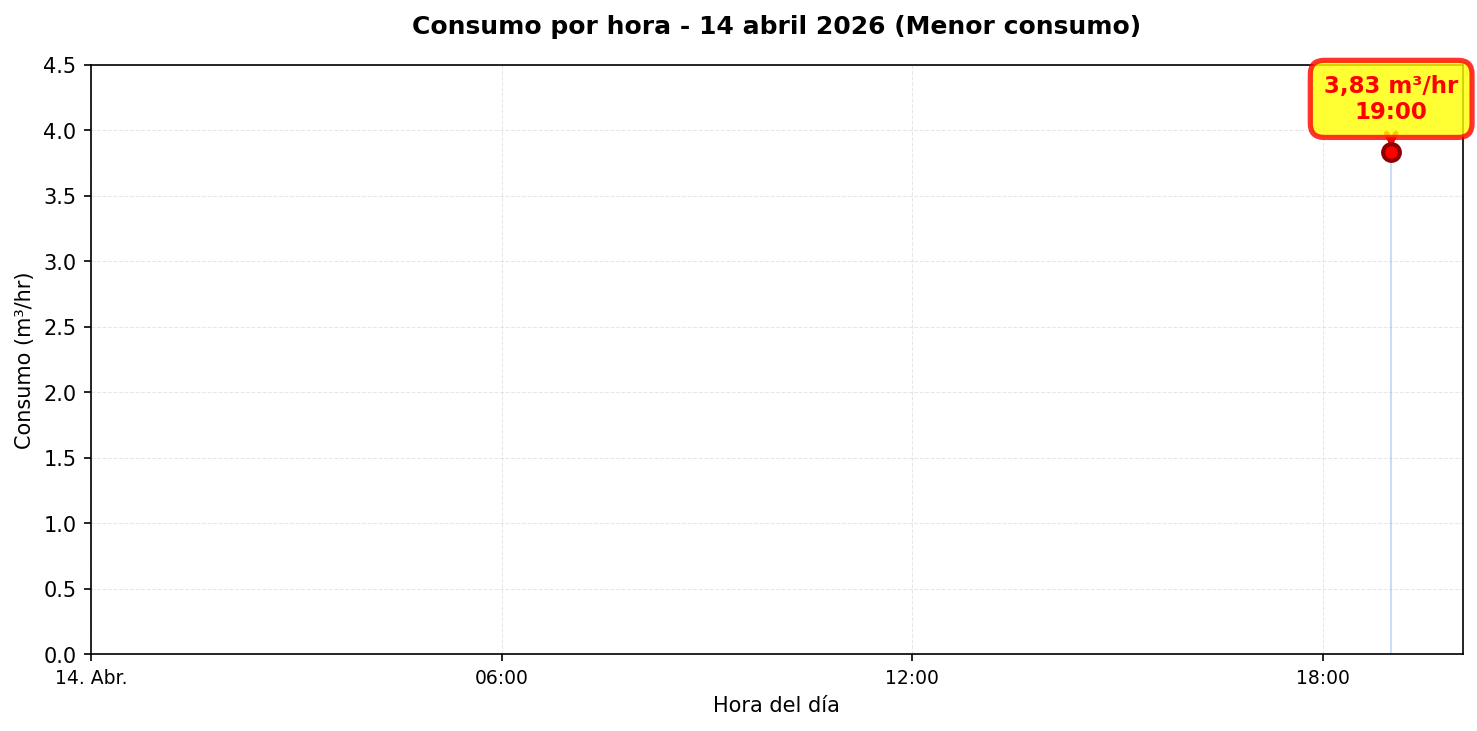 Consumo por hora - 14 abril 2026 (Menor consumo)
3,83 m³/hr
19:00
Consumo (m³/hr)
4.5
4.0
3.5
3.0
2.5
2.0
1.5
1.0
0.5
0.0
14. Abr.
06:00
12:00
18:00
Hora del día